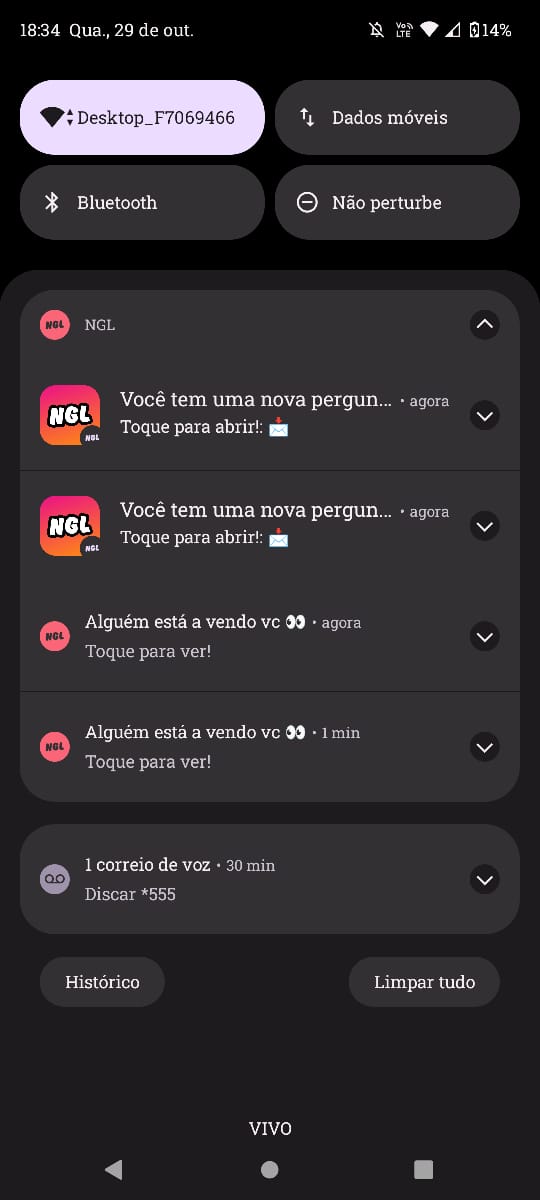 18:34 Qua., 29 de out. Vo)) LTE 14%
Desktop_F7069466
Dados móveis
Bluetooth
Não perturbe
NGL NGL
NGL NGL
Você tem uma nova pergun... • agora
Toque para abrir!: 📩
NGL NGL
Você tem uma nova pergun... • agora
Toque para abrir!: 📩
NGL
Alguém está a vendo vc 👀 • agora
Toque para ver!
NGL
Alguém está a vendo vc 👀 • 1 min
Toque para ver!
1 correio de voz • 30 min
Discar *555
Histórico
Limpar tudo
VIVO